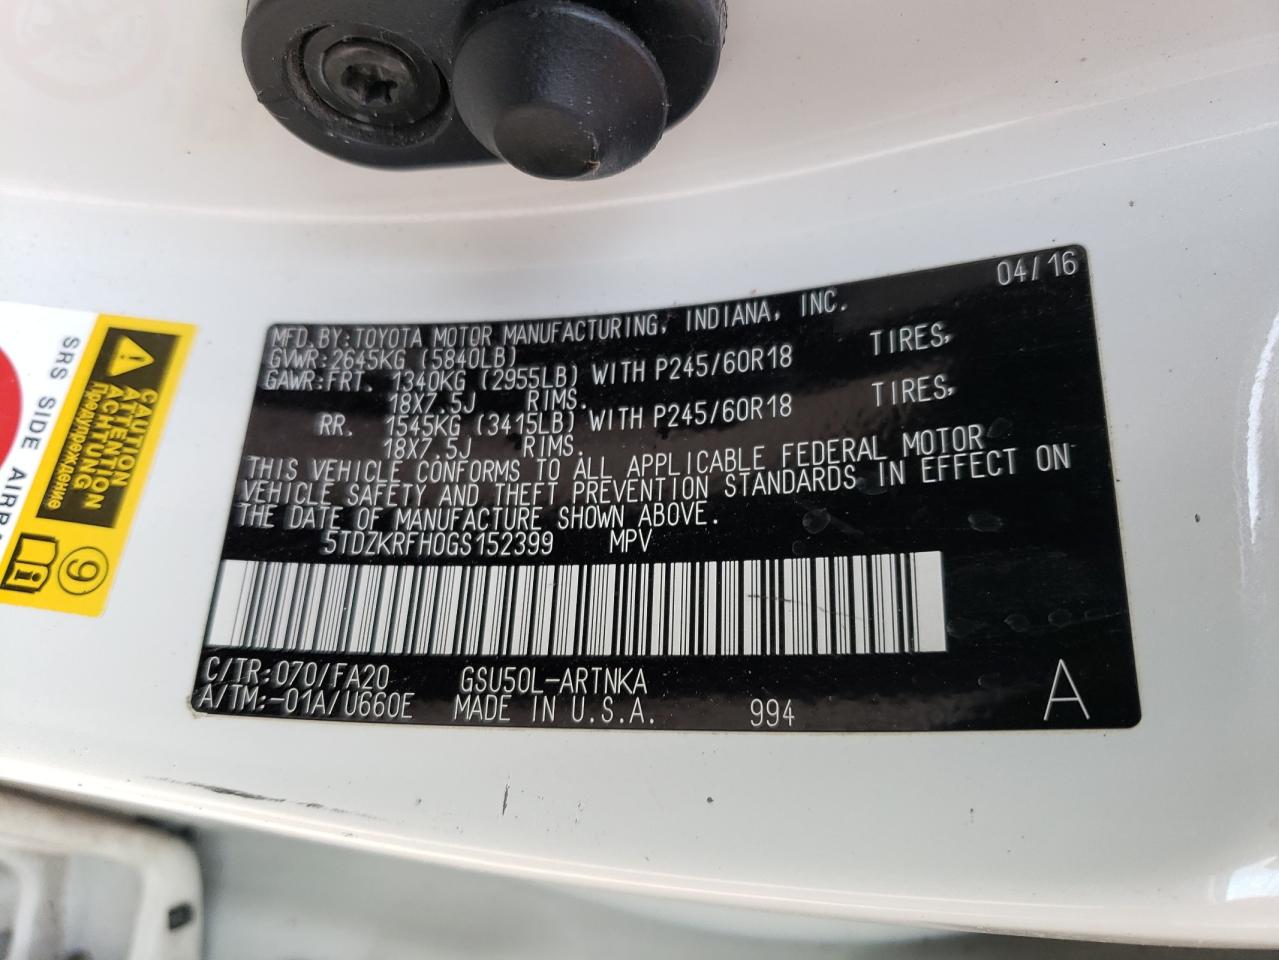 04/16
MFD.BY:TOYOTA MOTOR MANUFACTURING, INDIANA, INC.
GVWR:2645KG (5840LB)
GAWR:FRT. 1340KG (2955LB) WITH P245/60R18 TIRES,
18X7.5J RIMS.
RR. 1545KG (3415LB) WITH P245/60R18 TIRES,
18X7.5J RIMS.
THIS VEHICLE CONFORMS TO ALL APPLICABLE FEDERAL MOTOR
VEHICLE SAFETY AND THEFT PREVENTION STANDARDS IN EFFECT ON
THE DATE OF MANUFACTURE SHOWN ABOVE.
5TDZKRFH0GS152399 MPV
C/TR:070/FA20 GSU50L-ARTNKA
A/TM:-01A/U660E MADE IN U.S.A. 994 A
SRS SIDE
CAUTION
ATTENTION
ACHTUNG
Предупреждение
9